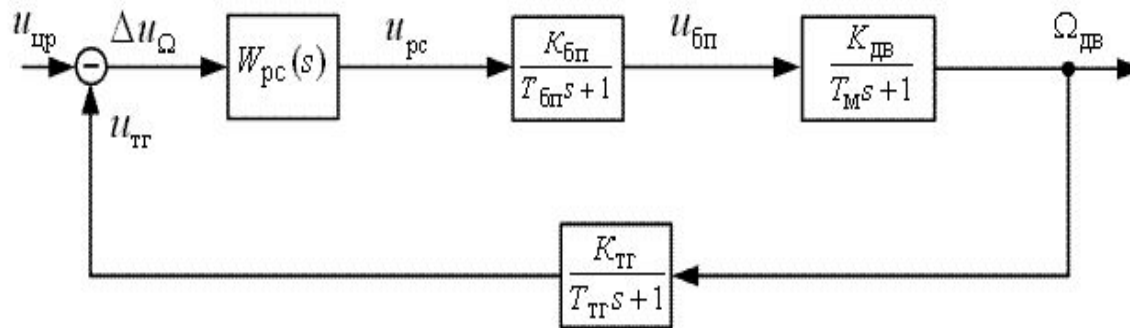 u_цр
Δu_Ω
W_рс(s)
u_рс
K_бп
T_бп s + 1
u_бп
K_дв
T_м s + 1
Ω_дв
−
u_тг
K_тг
T_тг s + 1